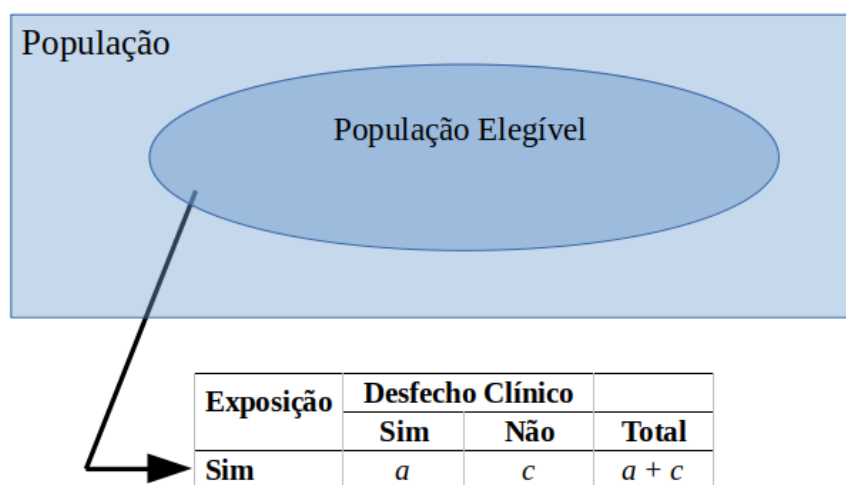 População
População Elegível
Exposição Desfecho Clínico
Sim Não Total
Sim a c a + c